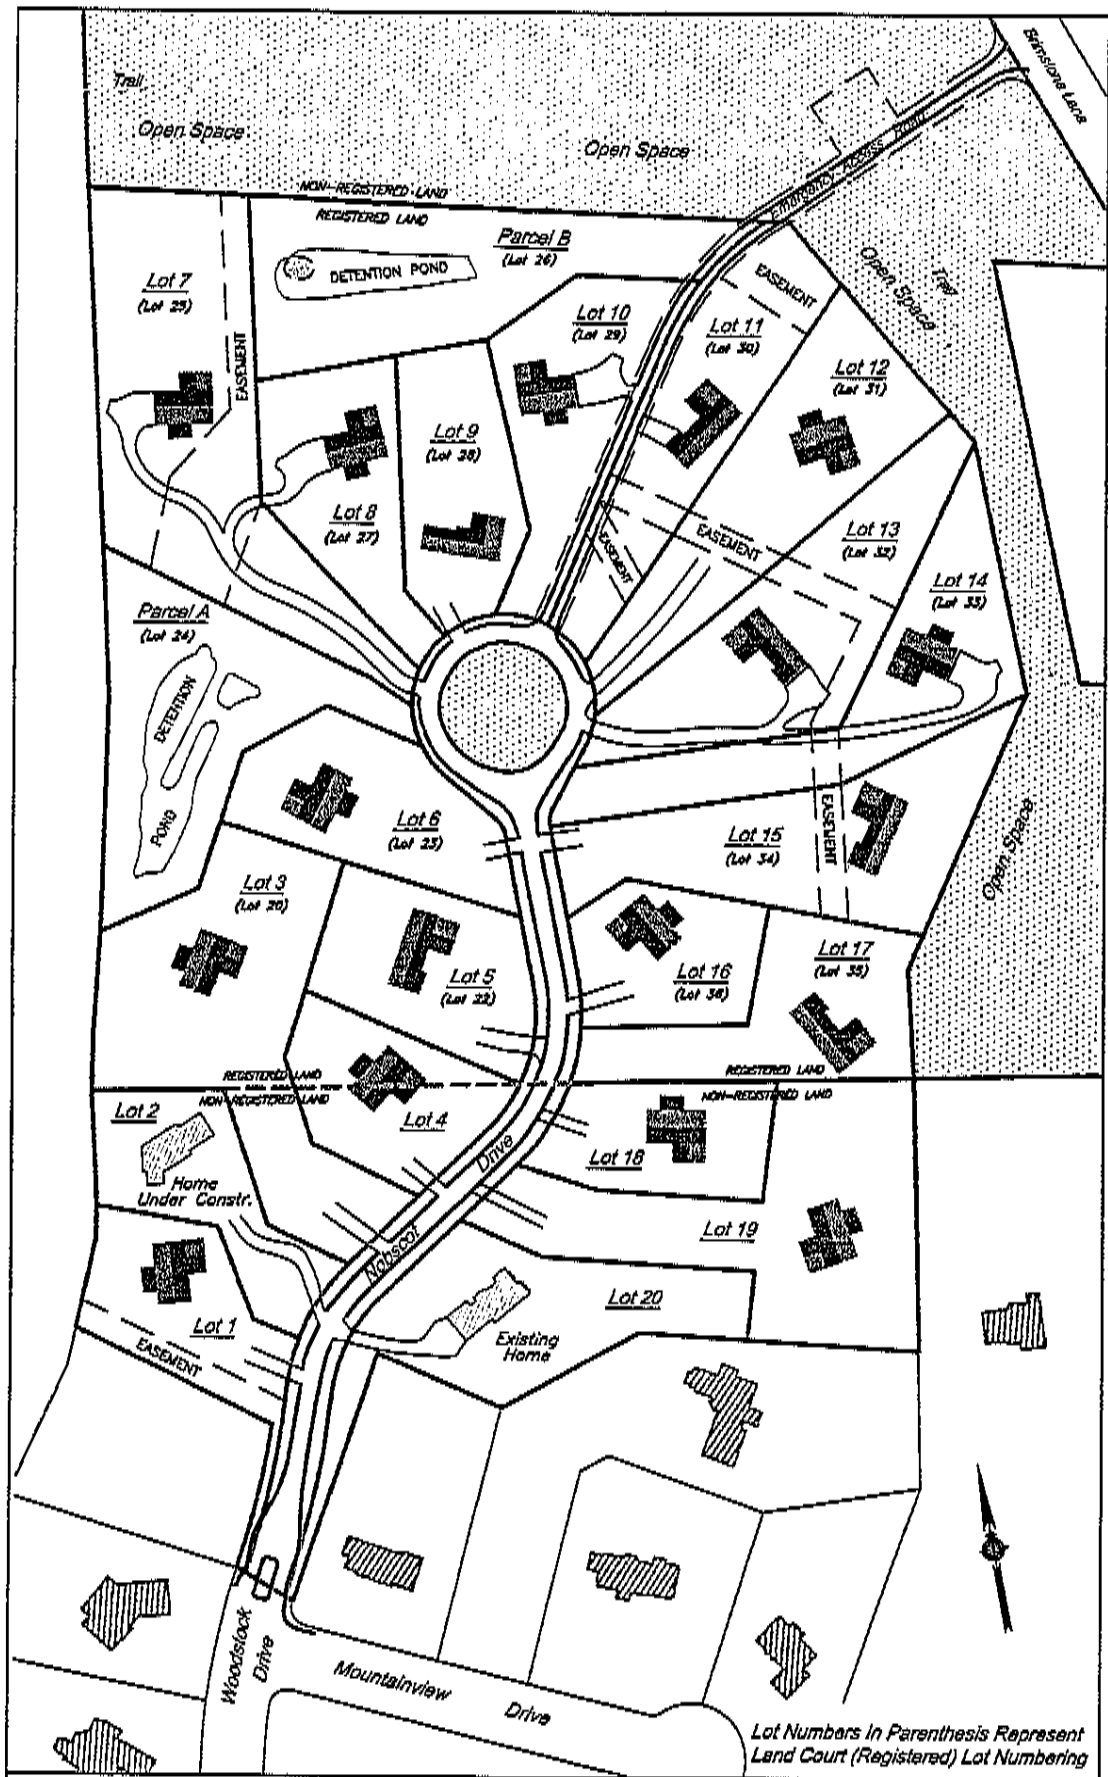 Brimstone Lane
Trail
Open Space
Open Space
Emergency Access Road
NON-REGISTERED LAND
REGISTERED LAND
Parcel B
(Lot 26)
DETENTION POND
Lot 7
(Lot 25)
EASEMENT
Lot 10
(Lot 29)
EASEMENT
Lot 11
(Lot 30)
Open Space
Trail
Lot 12
(Lot 31)
Lot 9
(Lot 28)
Lot 8
(Lot 27)
EASEMENT
EASEMENT
Lot 13
(Lot 32)
Lot 14
(Lot 33)
Parcel A
(Lot 24)
DETENTION
POND
Lot 6
(Lot 23)
Lot 15
(Lot 34)
EASEMENT
Open Space
Lot 3
(Lot 20)
Lot 5
(Lot 22)
Lot 16
(Lot 36)
Lot 17
(Lot 35)
REGISTERED LAND
NON-REGISTERED LAND
REGISTERED LAND
NON-REGISTERED LAND
Lot 2
Lot 4
Home
Under Constr.
Nobscot Drive
Lot 18
Lot 19
Lot 1
EASEMENT
Lot 20
Existing
Home
Woodstock
Drive
Mountainview Drive
Lot Numbers In Parenthesis Represent
Land Court (Registered) Lot Numbering